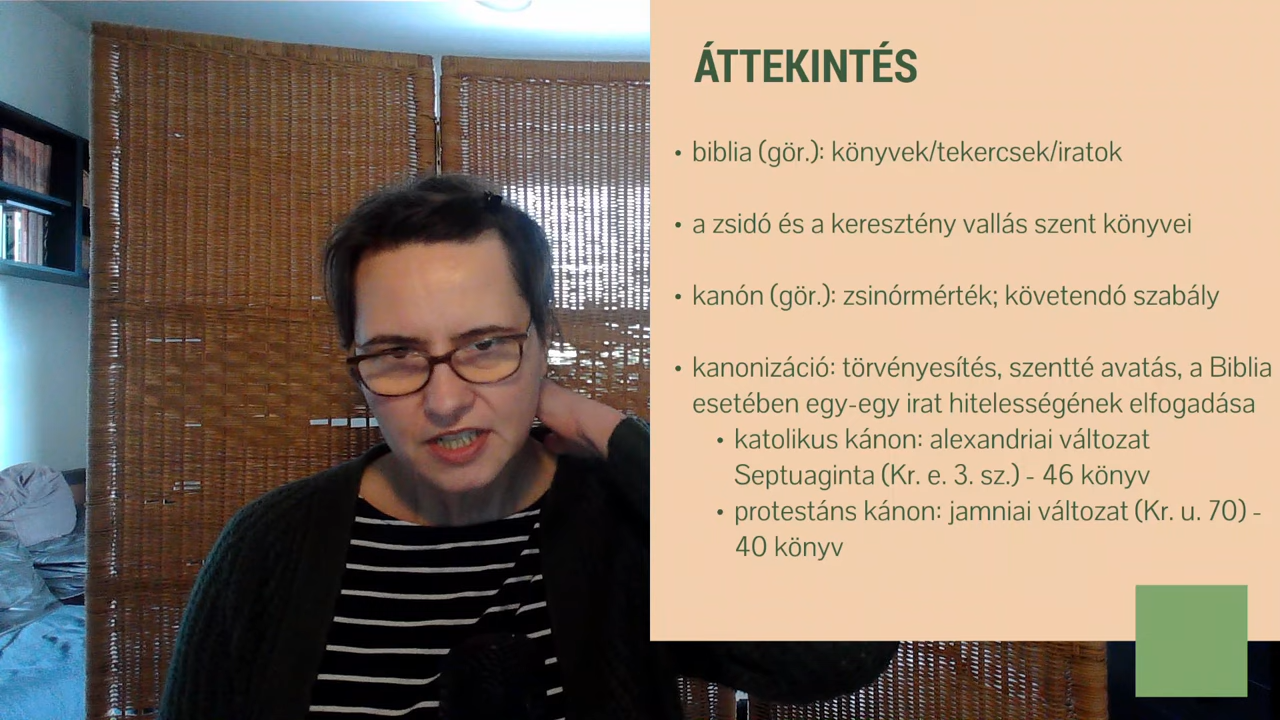 ÁTTEKINTÉS
• biblia (gör.): könyvek/tekercsek/iratok
• a zsidó és a keresztény vallás szent könyvei
• kanón (gör.): zsinórmérték; követendó szabály
• kanonizáció: törvényesítés, szentté avatás, a Biblia
esetében egy-egy irat hitelességének elfogadása
• katolikus kánon: alexandriai változat
Septuaginta (Kr. e. 3. sz.) - 46 könyv
• protestáns kánon: jamniai változat (Kr. u. 70) -
40 könyv